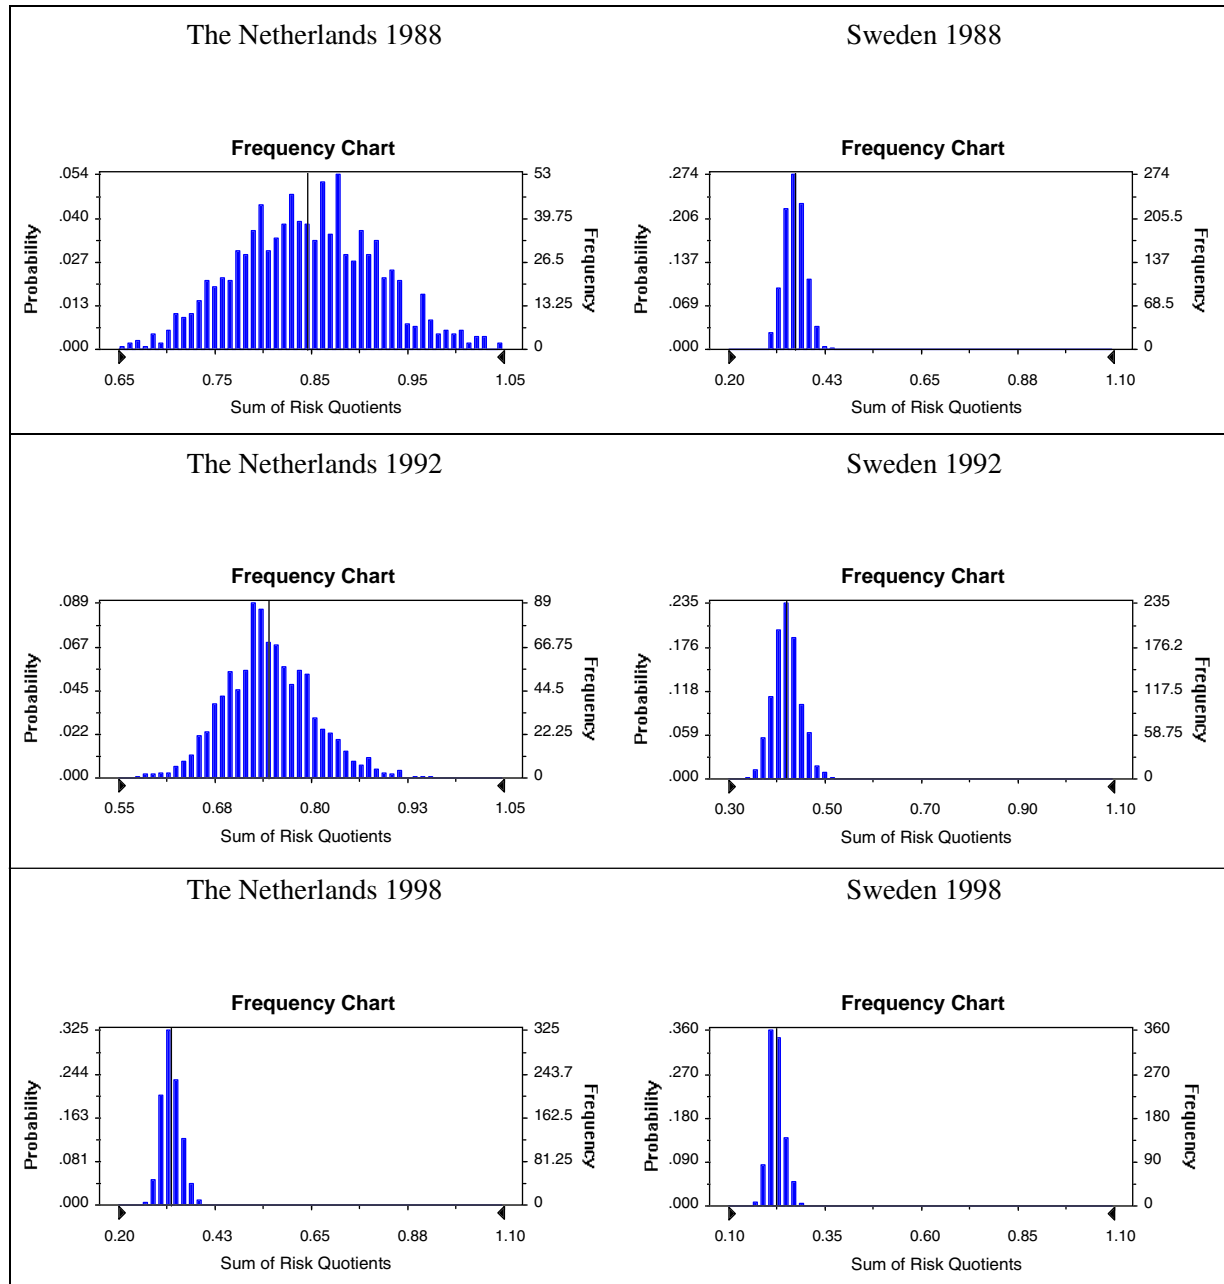 The Netherlands 1988
Frequency Chart
Probability
.054
.040
.027
.013
.000
53
39.75
26.5
13.25
0
Frequency
0.65 0.75 0.85 0.95 1.05
Sum of Risk Quotients
Sweden 1988
Frequency Chart
Probability
.274
.206
.137
.069
.000
274
205.5
137
68.5
0
Frequency
0.20 0.43 0.65 0.88 1.10
Sum of Risk Quotients
The Netherlands 1992
Frequency Chart
Probability
.089
.067
.045
.022
.000
89
66.75
44.5
22.25
0
Frequency
0.55 0.68 0.80 0.93 1.05
Sum of Risk Quotients
Sweden 1992
Frequency Chart
Probability
.235
.176
.118
.059
.000
235
176.2
117.5
58.75
0
Frequency
0.30 0.50 0.70 0.90 1.10
Sum of Risk Quotients
The Netherlands 1998
Frequency Chart
Probability
.325
.244
.163
.081
.000
325
243.7
162.5
81.25
0
Frequency
0.20 0.43 0.65 0.88 1.10
Sum of Risk Quotients
Sweden 1998
Frequency Chart
Probability
.360
.270
.180
.090
.000
360
270
180
90
0
Frequency
0.10 0.35 0.60 0.85 1.10
Sum of Risk Quotients